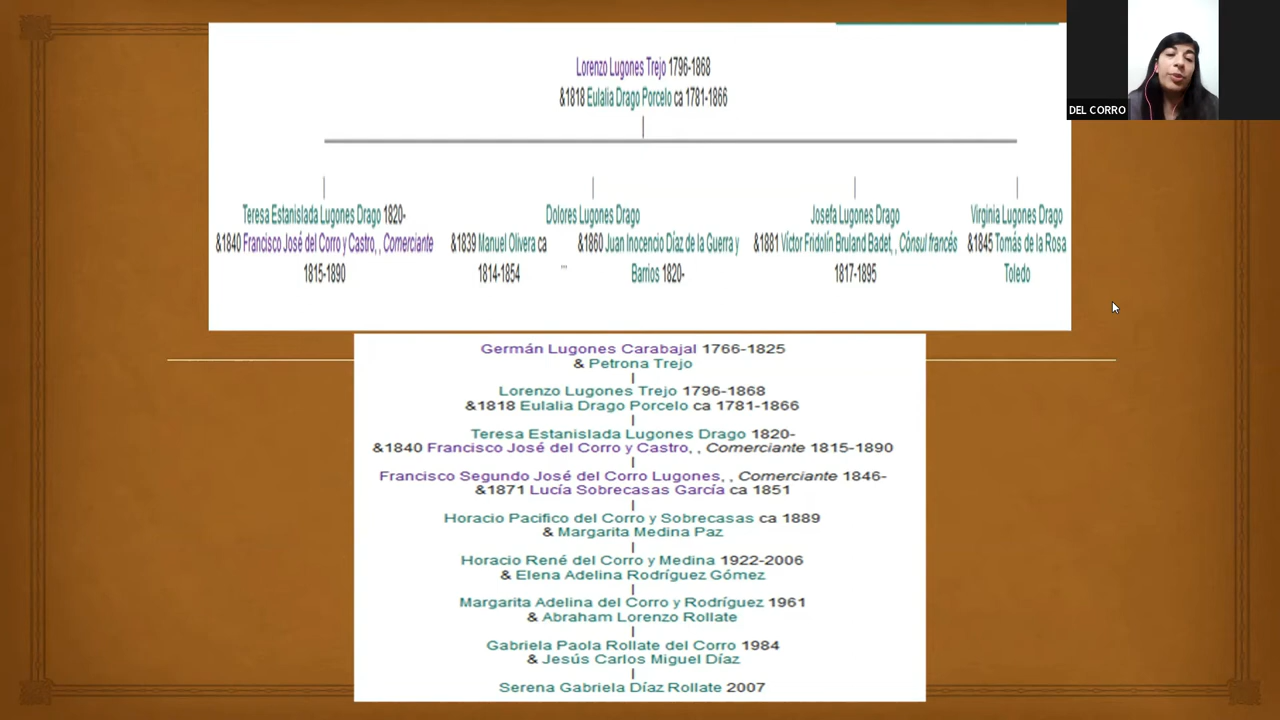 DEL CORRO
Lorenzo Lugones Trejo 1796-1868
&1818 Eulalia Drago Porcelo ca 1781-1866
Teresa Estanislada Lugones Drago 1820-
&1840 Francisco José del Corro y Castro, , Comerciante
1815-1890
Dolores Lugones Drago
&1839 Manuel Olivera ca
1814-1854
&1860 Juan Inocencio Díaz de la Guerra y
Barrios 1820-
Josefa Lugones Drago
&1881 Víctor Fridolín Bruland Badet, , Cónsul francés
1817-1895
Virginia Lugones Drago
&1845 Tomás de la Rosa
Toledo
Germán Lugones Carabajal 1766-1825
& Petrona Trejo
Lorenzo Lugones Trejo 1796-1868
&1818 Eulalia Drago Porcelo ca 1781-1866
Teresa Estanislada Lugones Drago 1820-
&1840 Francisco José del Corro y Castro, , Comerciante 1815-1890
Francisco Segundo José del Corro Lugones, , Comerciante 1846-
&1871 Lucía Sobrecasas García ca 1851
Horacio Pacifico del Corro y Sobrecasas ca 1889
& Margarita Medina Paz
Horacio René del Corro y Medina 1922-2006
& Elena Adelina Rodríguez Gómez
Margarita Adelina del Corro y Rodríguez 1961
& Abraham Lorenzo Rollate
Gabriela Paola Rollate del Corro 1984
& Jesús Carlos Miguel Díaz
Serena Gabriela Díaz Rollate 2007